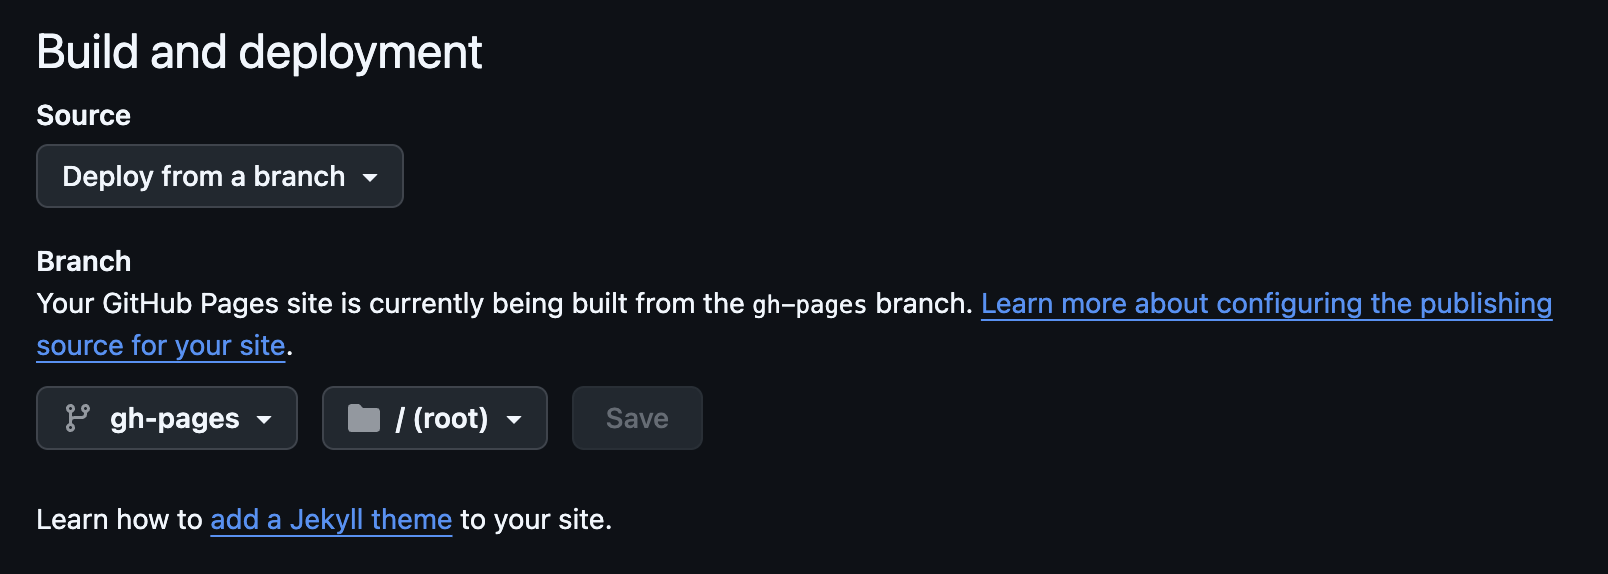 Build and deployment
Source
Deploy from a branch
Branch
Your GitHub Pages site is currently being built from the gh-pages branch. Learn more about configuring the publishing
source for your site.
gh-pages / (root) Save
Learn how to add a Jekyll theme to your site.